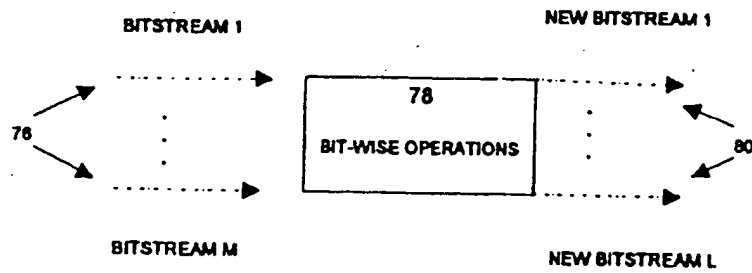 BITSTREAM 1
NEW BITSTREAM 1
78
76
BIT-WISE OPERATIONS
80
BITSTREAM M
NEW BITSTREAM L